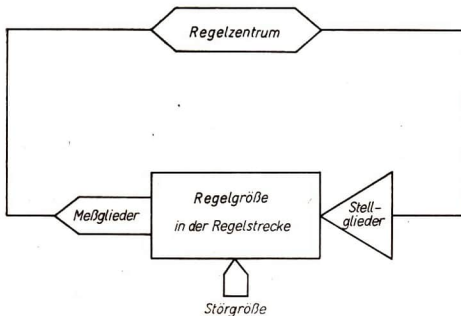 Regelzentrum
Meßglieder
Regelgröße
in der Regelstrecke
Stell-
glieder
Störgröße